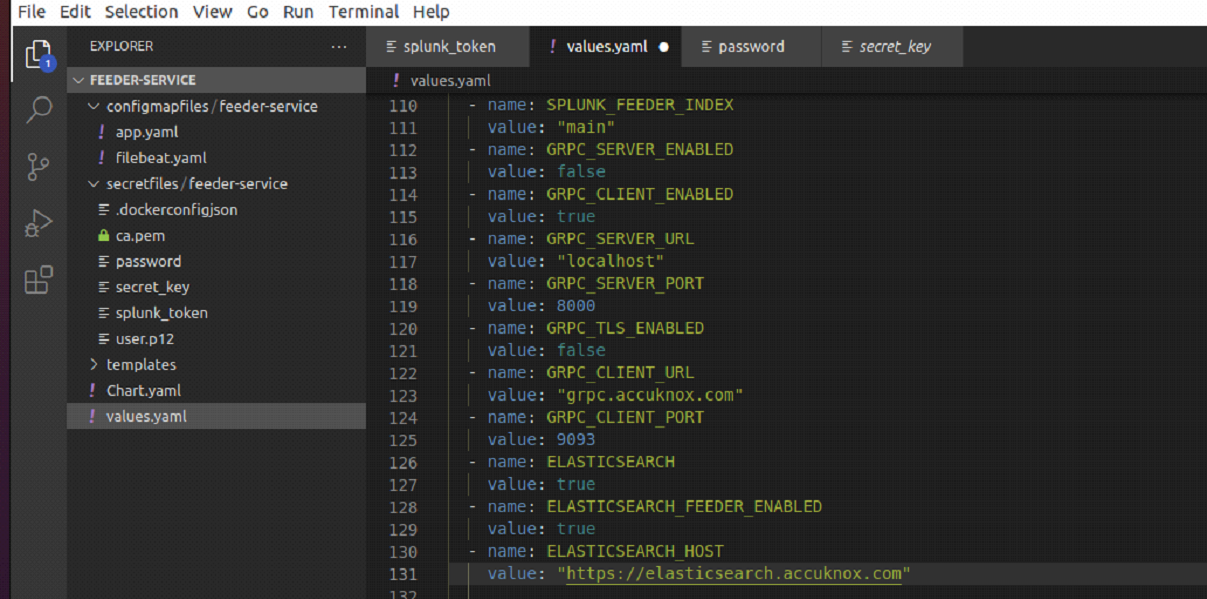 File Edit Selection View Go Run Terminal Help
EXPLORER ...
splunk_token
! values.yaml
password
secret_key
1
FEEDER-SERVICE
configmapfiles/feeder-service
! app.yaml
! filebeat.yaml
secretfiles/feeder-service
.dockerconfigjson
ca.pem
password
secret_key
splunk_token
user.p12
templates
! Chart.yaml
! values.yaml
! values.yaml
110 - name: SPLUNK_FEEDER_INDEX
111 value: "main"
112 - name: GRPC_SERVER_ENABLED
113 value: false
114 - name: GRPC_CLIENT_ENABLED
115 value: true
116 - name: GRPC_SERVER_URL
117 value: "localhost"
118 - name: GRPC_SERVER_PORT
119 value: 8000
120 - name: GRPC_TLS_ENABLED
121 value: false
122 - name: GRPC_CLIENT_URL
123 value: "grpc.accuknox.com"
124 - name: GRPC_CLIENT_PORT
125 value: 9093
126 - name: ELASTICSEARCH
127 value: true
128 - name: ELASTICSEARCH_FEEDER_ENABLED
129 value: true
130 - name: ELASTICSEARCH_HOST
131 value: "https://elasticsearch.accuknox.com"
132